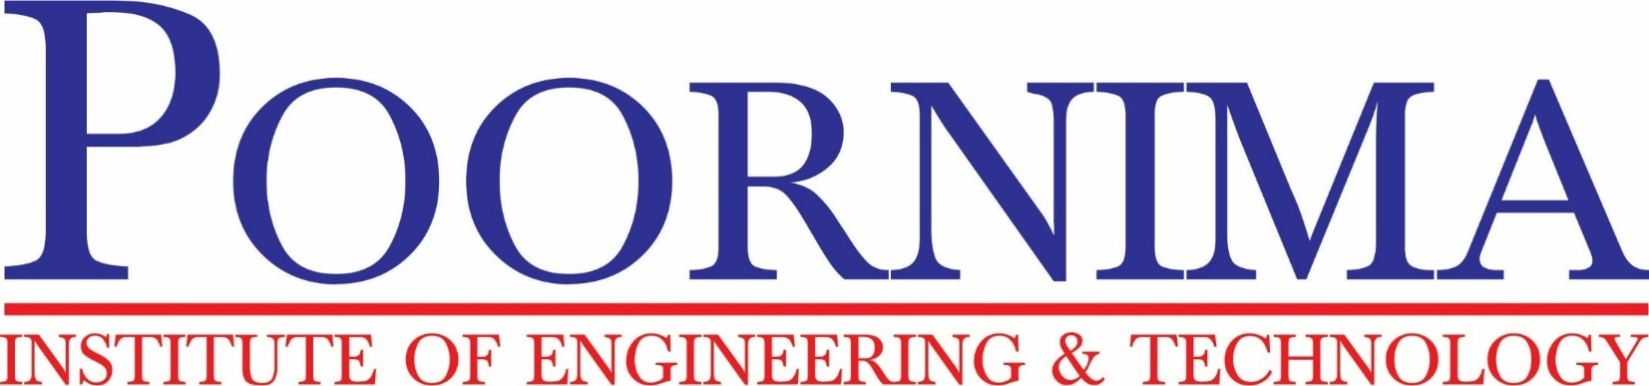 POORNIMA
INSTITUTE OF ENGINEERING & TECHNOLOGY